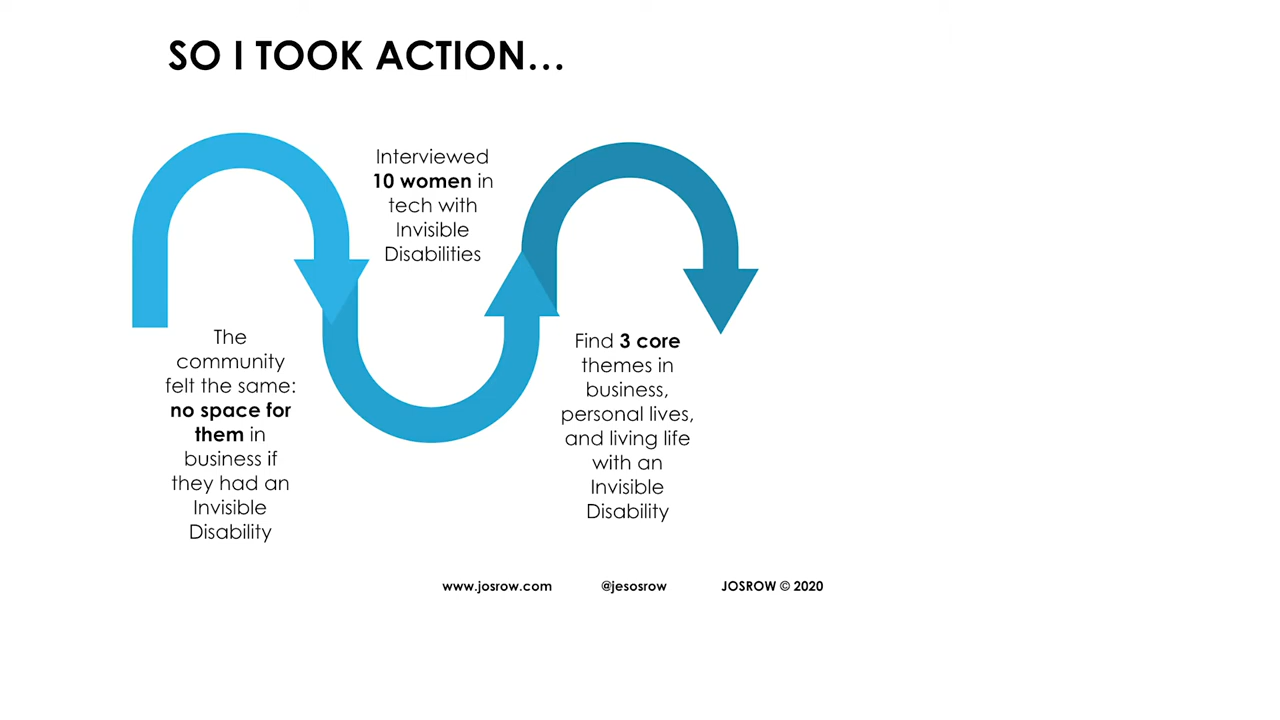 SO I TOOK ACTION...
The
community
felt the same:
no space for
them in
business if
they had an
Invisible
Disability
Interviewed
10 women in
tech with
Invisible
Disabilities
Find 3 core
themes in
business,
personal lives,
and living life
with an
Invisible
Disability
www.josrow.com @jesosrow JOSROW © 2020